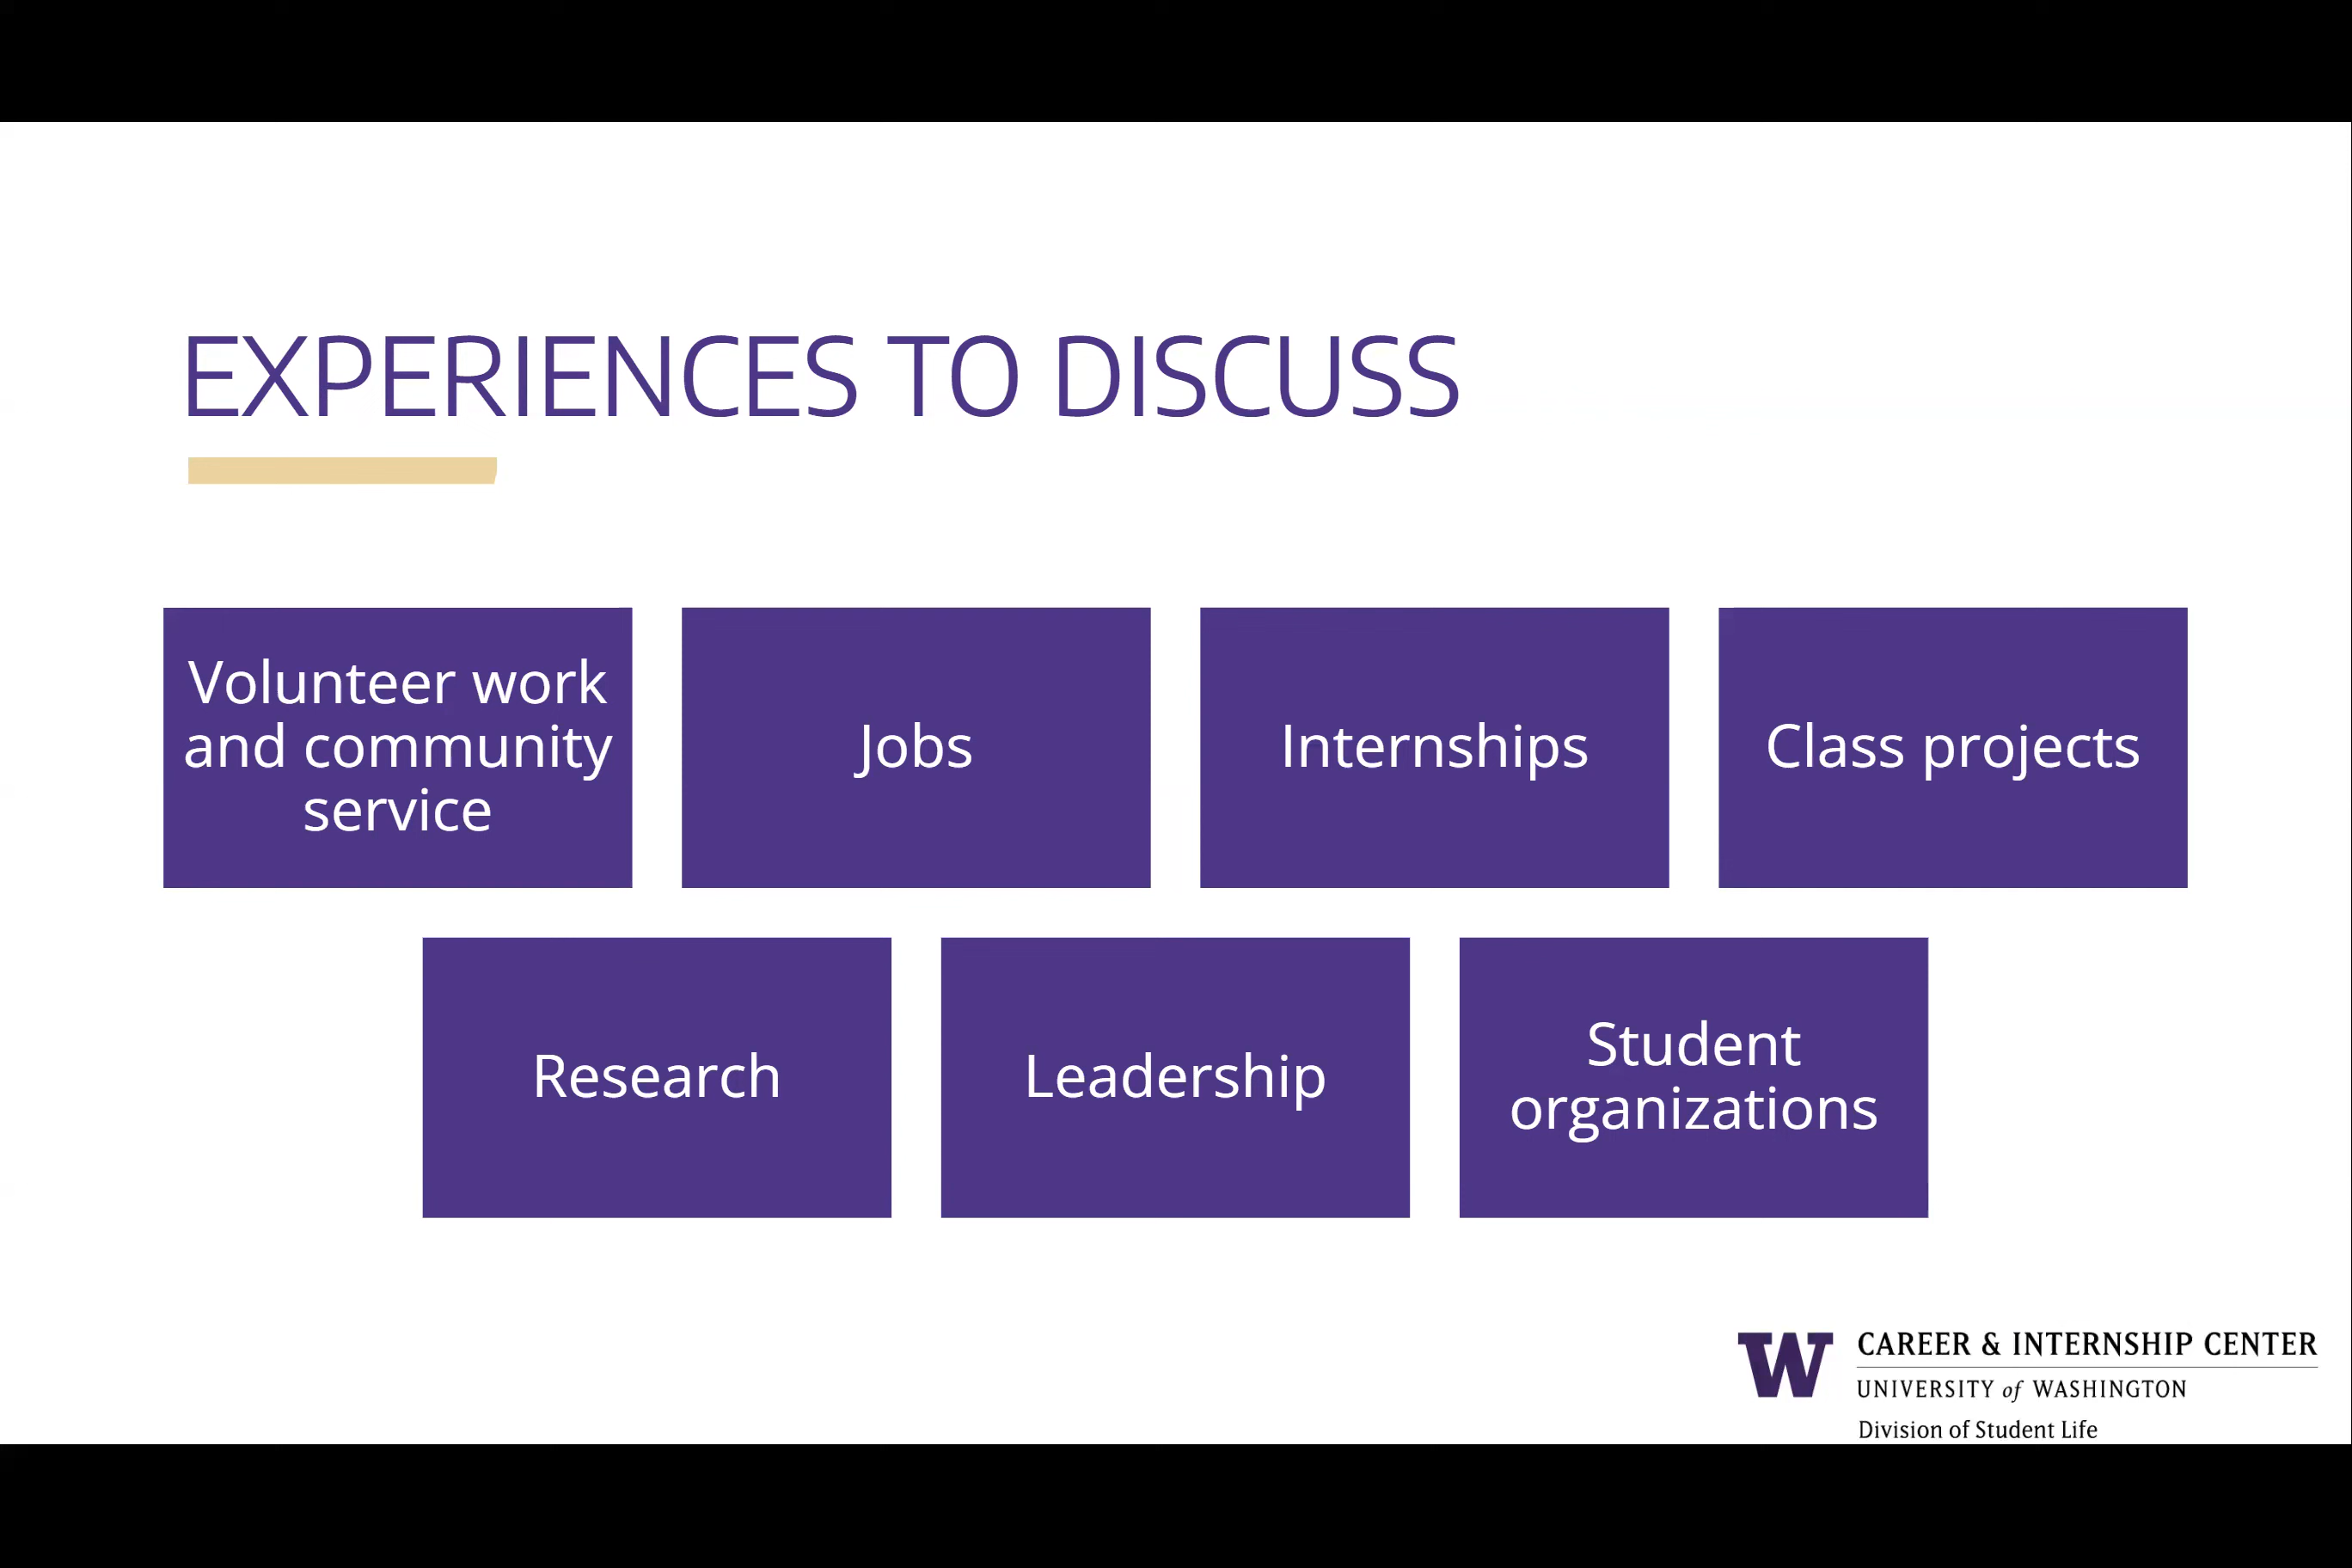 EXPERIENCES TO DISCUSS
Volunteer work
and community
service
Jobs
Internships
Class projects
Research
Leadership
Student
organizations
W
CAREER & INTERNSHIP CENTER
UNIVERSITY of WASHINGTON
Division of Student Life